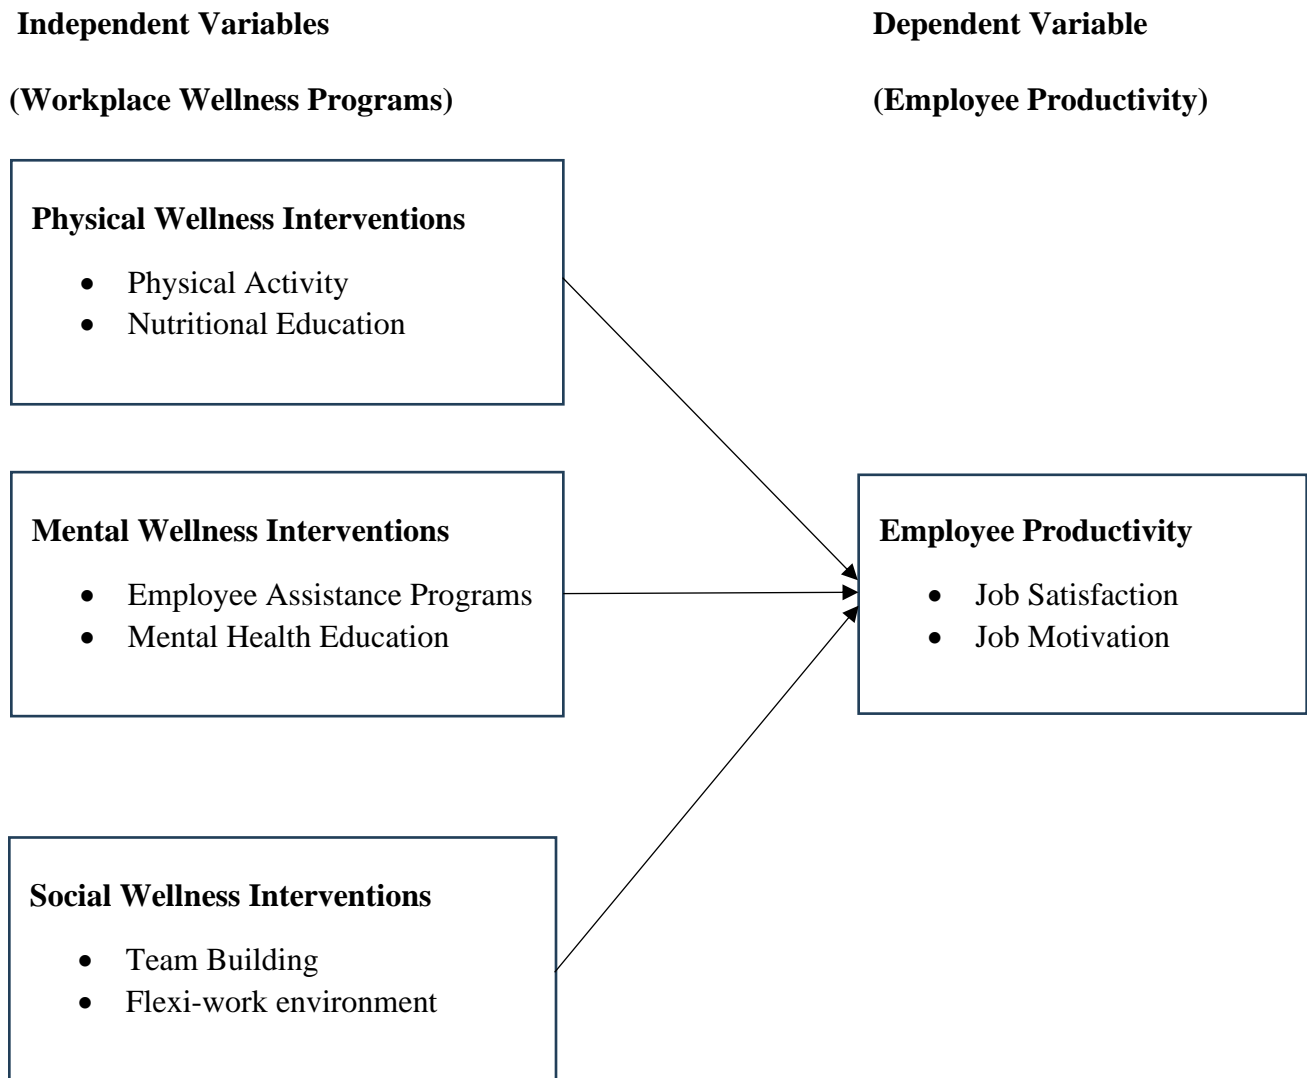 Independent Variables
(Workplace Wellness Programs)
Dependent Variable
(Employee Productivity)
Physical Wellness Interventions
• Physical Activity
• Nutritional Education
Mental Wellness Interventions
• Employee Assistance Programs
• Mental Health Education
Social Wellness Interventions
• Team Building
• Flexi-work environment
Employee Productivity
• Job Satisfaction
• Job Motivation